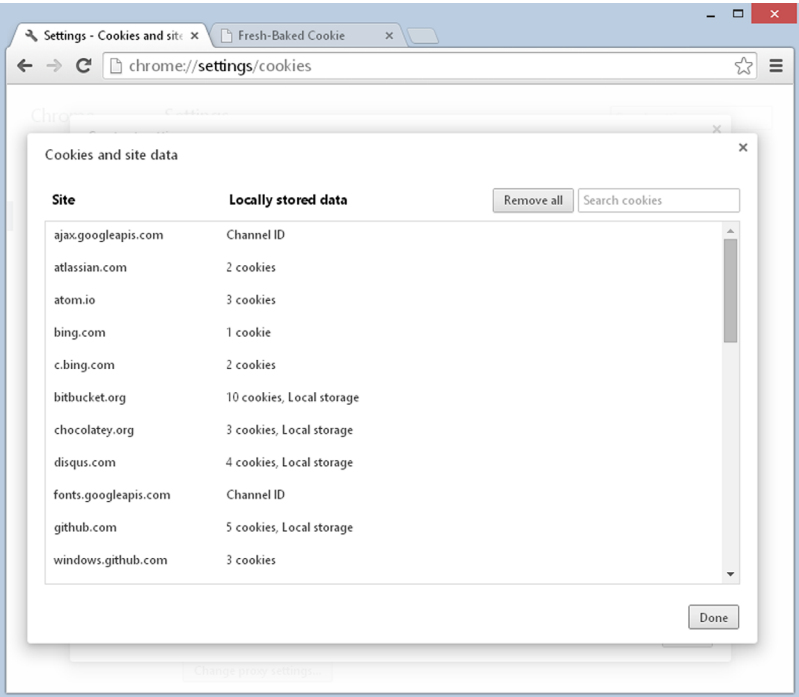 Settings - Cookies and site
Fresh-Baked Cookie
chrome://settings/cookies
Settings
Cookies and site data
Site Locally stored data Remove all Search cookies
ajax.googleapis.com Channel ID
atlassian.com 2 cookies
atom.io 3 cookies
bing.com 1 cookie
c.bing.com 2 cookies
bitbucket.org 10 cookies, Local storage
chocolatey.org 3 cookies, Local storage
disqus.com 4 cookies, Local storage
fonts.googleapis.com Channel ID
github.com 5 cookies, Local storage
windows.github.com 3 cookies
Done
Change proxy settings...